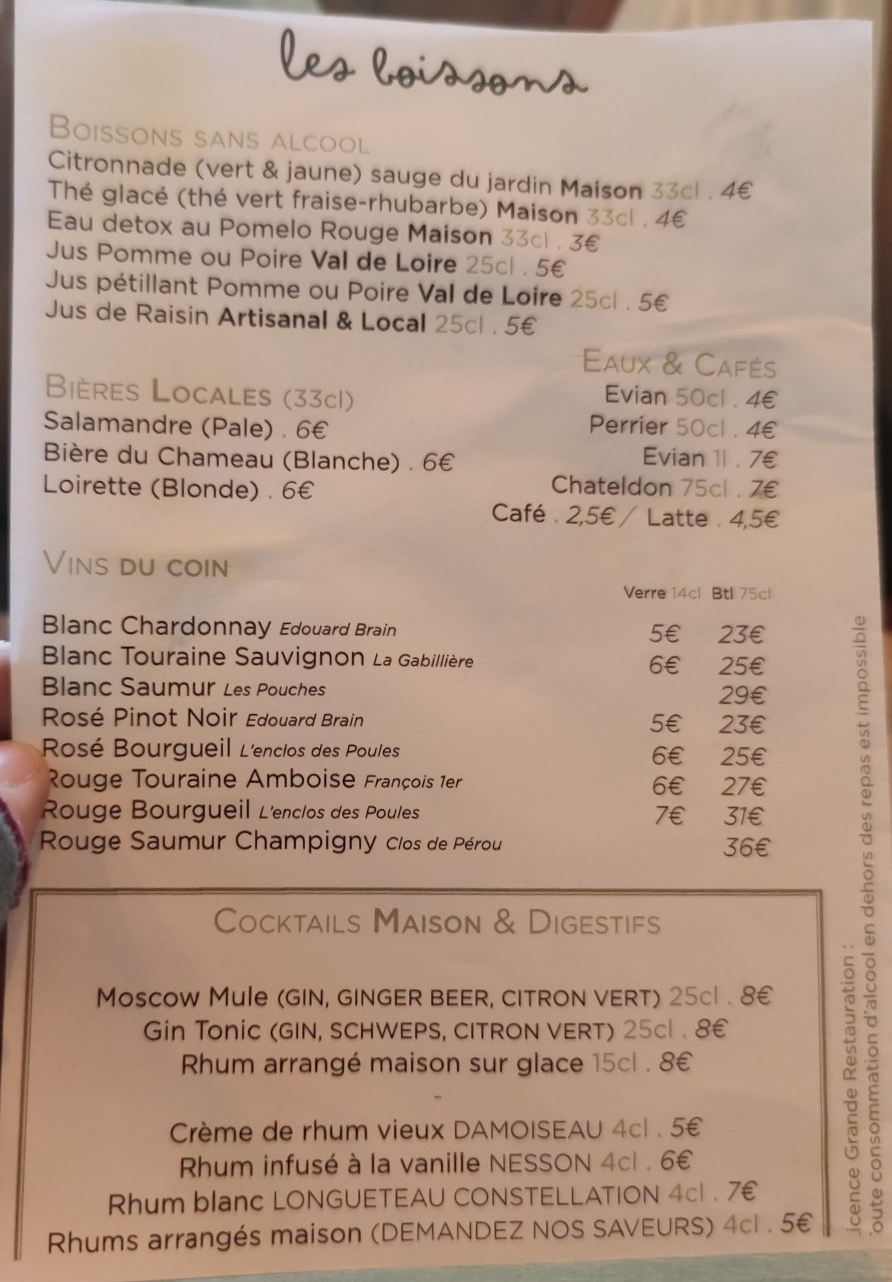 les boissons
BOISSONS SANS ALCOOL
Citronnade (vert & jaune) sauge du jardin Maison 33cl . 4€
Thé glacé (thé vert fraise-rhubarbe) Maison 33cl . 4€
Eau detox au Pomelo Rouge Maison 33cl . 3€
Jus Pomme ou Poire Val de Loire 25cl . 5€
Jus pétillant Pomme ou Poire Val de Loire 25cl . 5€
Jus de Raisin Artisanal & Local 25cl . 5€
BIÈRES LOCALES (33cl)
Salamandre (Pale) . 6€
Bière du Chameau (Blanche) . 6€
Loirette (Blonde) . 6€
EAUX & CAFÉS
Evian 50cl . 4€
Perrier 50cl . 4€
Evian 1l . 7€
Chateldon 75cl . 7€
Café . 2,5€ / Latte . 4,5€
VINS DU COIN
Verre 14cl Btl 75cl
Blanc Chardonnay Edouard Brain 5€ 23€
Blanc Touraine Sauvignon La Gabillière 6€ 25€
Blanc Saumur Les Pouches 29€
Rosé Pinot Noir Edouard Brain 5€ 23€
Rosé Bourgueil L'enclos des Poules 6€ 25€
Rouge Touraine Amboise François 1er 6€ 27€
Rouge Bourgueil L'enclos des Poules 7€ 31€
Rouge Saumur Champigny Clos de Pérou 36€
COCKTAILS MAISON & DIGESTIFS
Moscow Mule (GIN, GINGER BEER, CITRON VERT) 25cl . 8€
Gin Tonic (GIN, SCHWEPS, CITRON VERT) 25cl . 8€
Rhum arrangé maison sur glace 15cl . 8€
-
Crème de rhum vieux DAMOISEAU 4cl . 5€
Rhum infusé à la vanille NESSON 4cl . 6€
Rhum blanc LONGUETEAU CONSTELLATION 4cl . 7€
Rhums arrangés maison (DEMANDEZ NOS SAVEURS) 4cl . 5€
icence Grande Restauration :
oute consommation d'alcool en dehors des repas est impossible